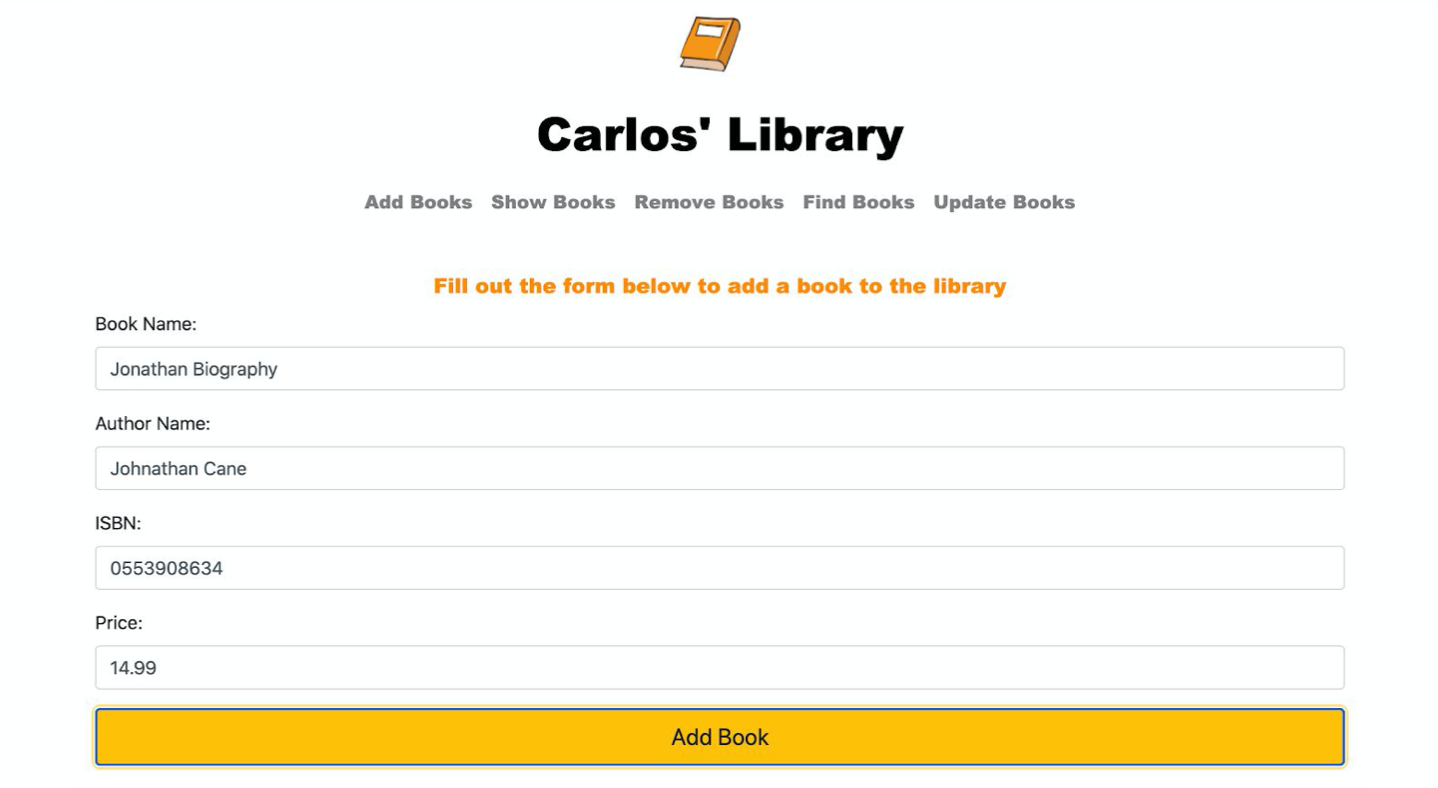 Carlos' Library
Add Books Show Books Remove Books Find Books Update Books
Fill out the form below to add a book to the library
Book Name:
Jonathan Biography
Author Name:
Johnathan Cane
ISBN:
0553908634
Price:
14.99
Add Book